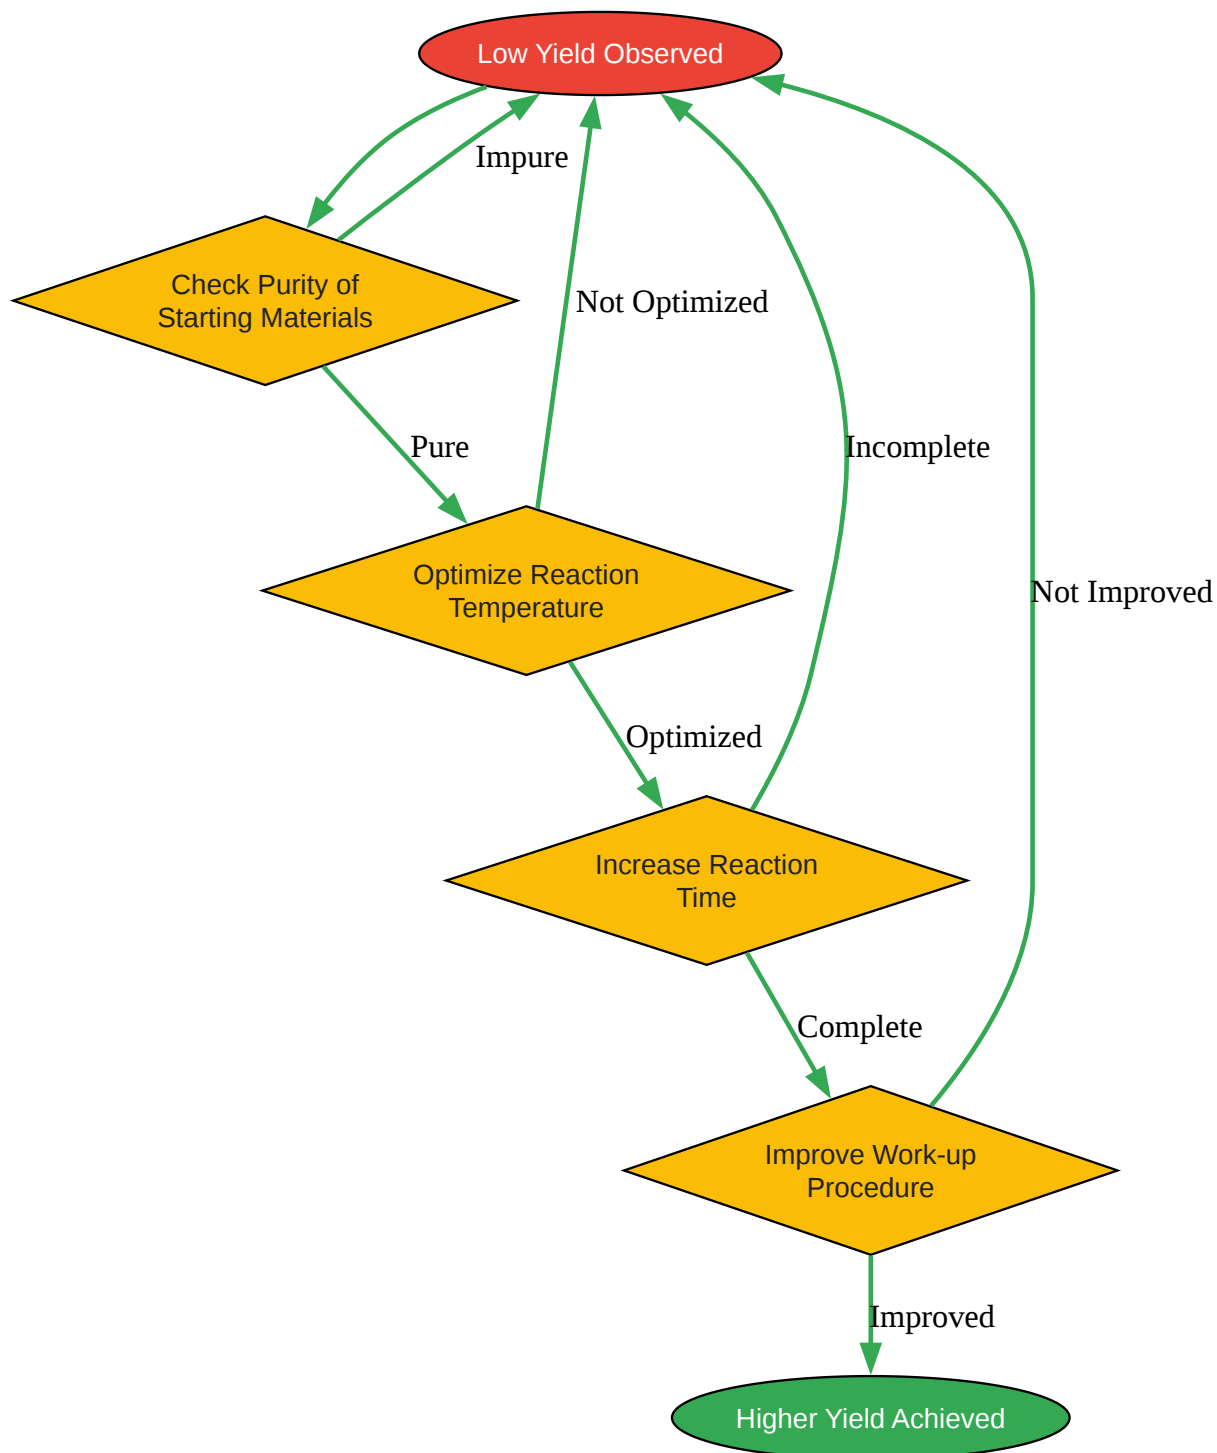 Low Yield Observed
Impure
Check Purity of
Starting Materials
Not Optimized
Pure
Incomplete
Optimize Reaction
Temperature
Not Improved
Optimized
Increase Reaction
Time
Complete
Improve Work-up
Procedure
Improved
Higher Yield Achieved